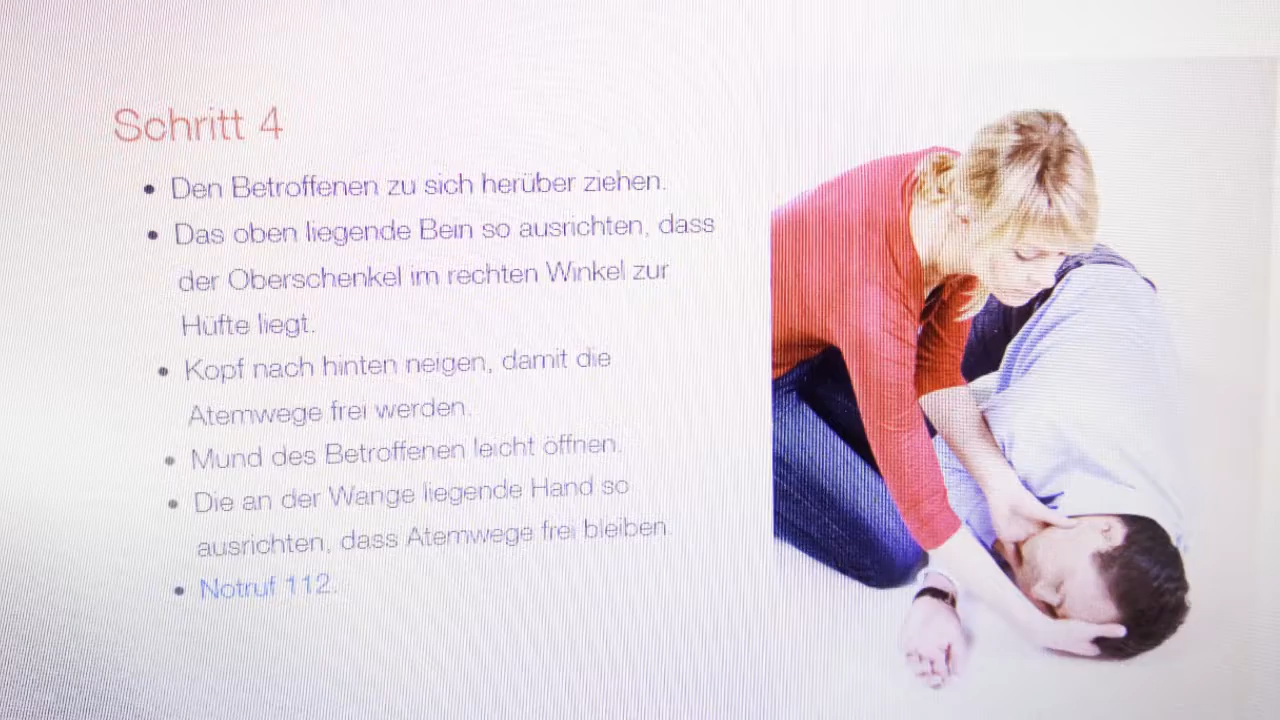 Schritt 4
Den Betroffenen zu sich herüber ziehen.
Das oben liegende Bein so ausrichten, dass
der Oberschenkel im rechten Winkel zur
Hüfte liegt.
Kopf nach unten neigen, damit die
Atemwege frei werden
Mund des Betroffenen leicht öffnen.
Die an der Wange liegende Hand so
ausrichten, dass Atemwege frei bleiben.
Notruf 112.